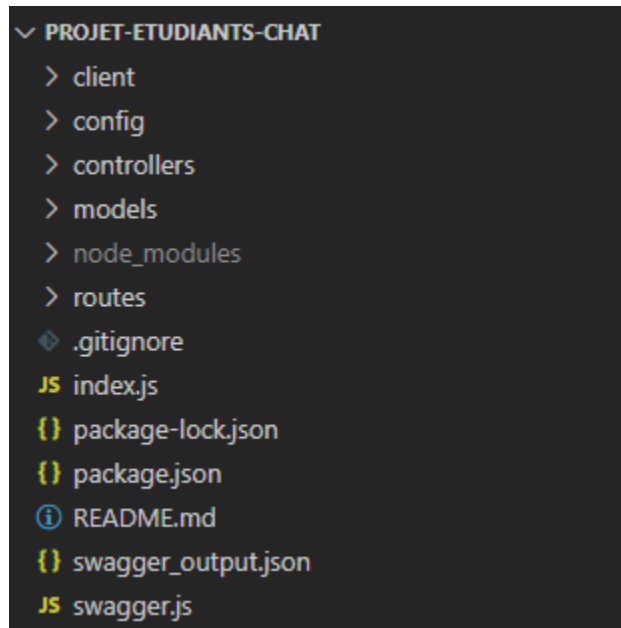 PROJET-ETUDIANTS-CHAT
client
config
controllers
models
node_modules
routes
.gitignore
JS index.js
{} package-lock.json
{} package.json
README.md
{} swagger_output.json
JS swagger.js